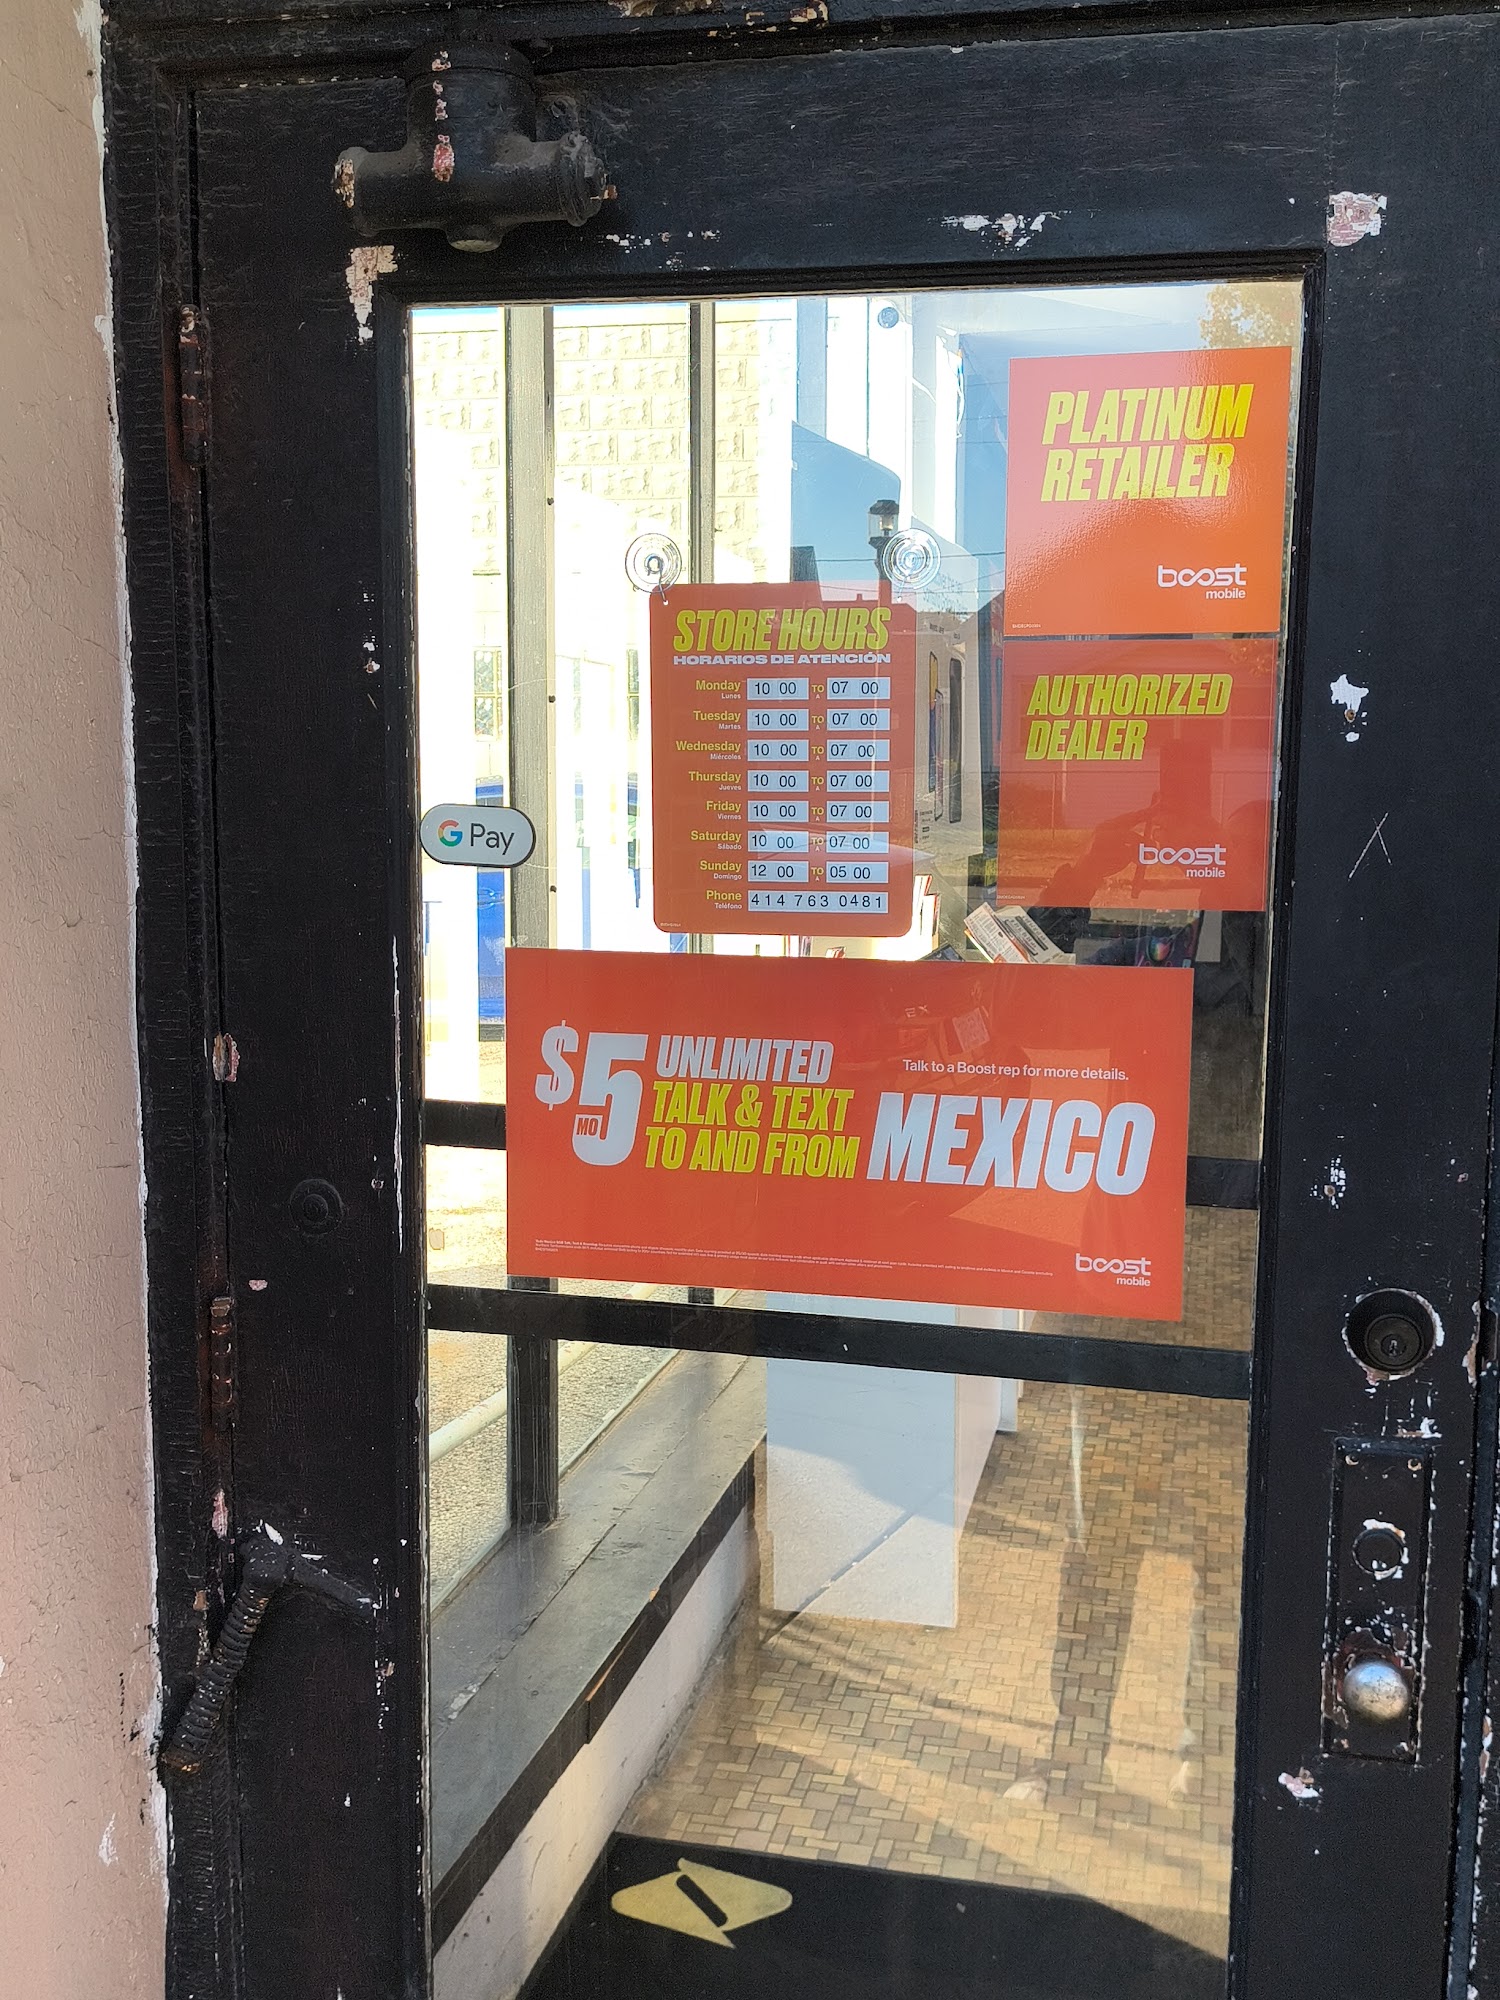 PLATINUM
RETAILER
boost
mobile
STORE HOURS
HORARIOS DE ATENCIÓN
Monday 10 00 TO 07 00
Lunes A
Tuesday 10 00 TO 07 00
Martes A
Wednesday 10 00 TO 07 00
Miércoles A
Thursday 10 00 TO 07 00
Jueves A
Friday 10 00 TO 07 00
Viernes A
Saturday 10 00 TO 07 00
Sábado A
Sunday 12 00 TO 05 00
Domingo A
Phone 414 763 0481
Teléfono
AUTHORIZED
DEALER
boost
mobile
G Pay
$5
MO
UNLIMITED
TALK & TEXT
TO AND FROM
Talk to a Boost rep for more details.
MEXICO
boost
mobile